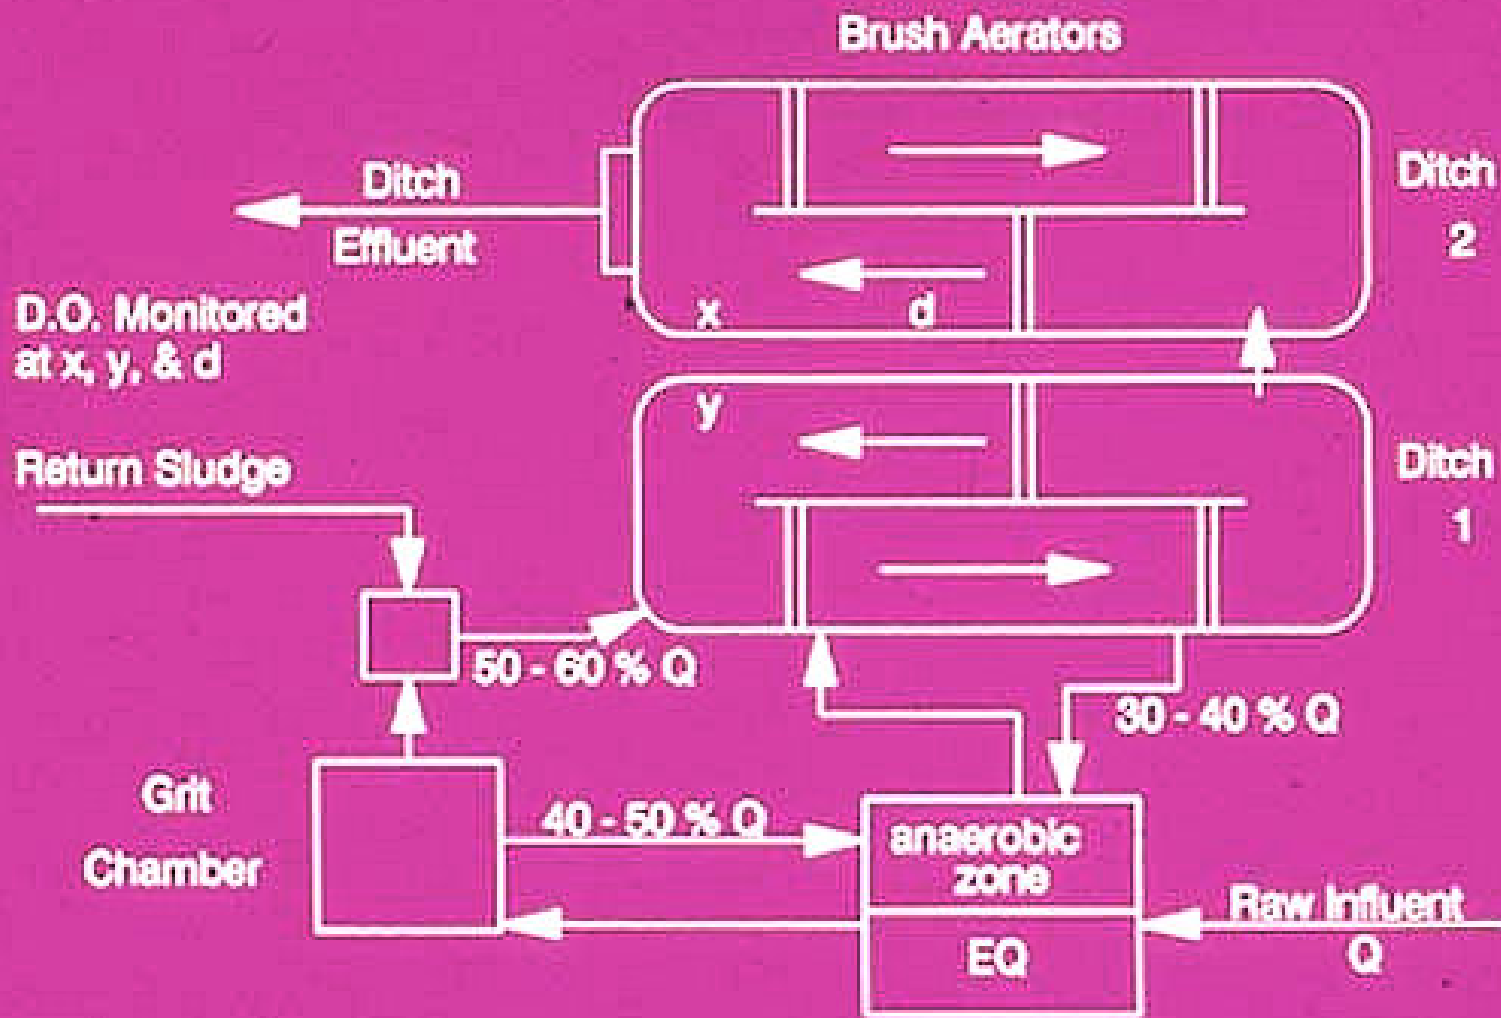 Brush Aerators
Ditch
2
Ditch
Effluent
x
d
D.O. Monitored
at x, y, & d
y
Return Sludge
Ditch
1
50 - 60 % Q
30 - 40 % Q
Grit
Chamber
40 - 50 % Q
anaerobic
zone
Raw Influent
Q
EQ